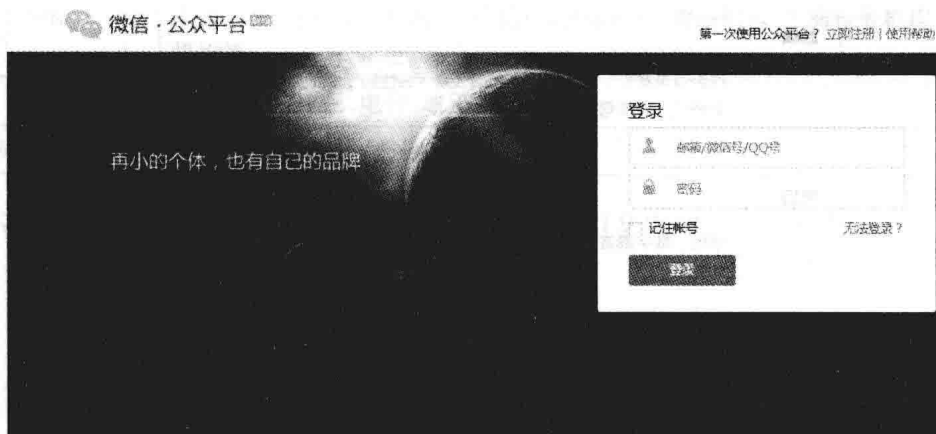 微信·公众平台
第一次使用公众平台？ 立即注册 | 使用帮助
再小的个体，也有自己的品牌
登录
邮箱/微信号/QQ号
密码
记住帐号 无法登录？
登录